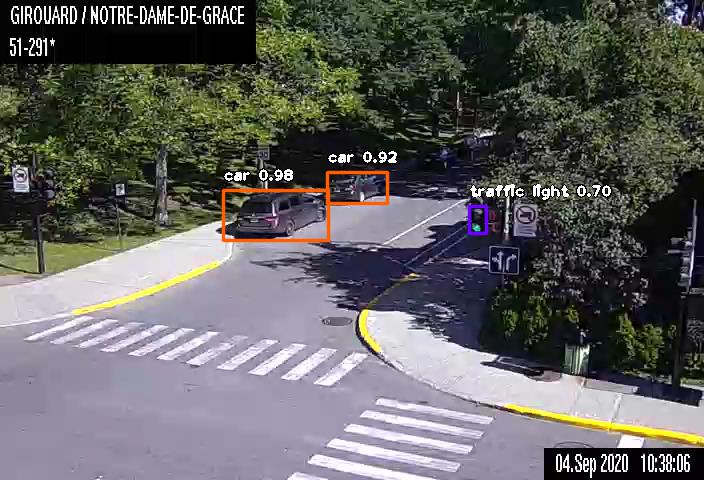 GIROUARD / NOTRE-DAME-DE-GRACE
51-291*
car 0.92
car 0.98
traffic light 0.70
04.Sep 2020 10:38:06